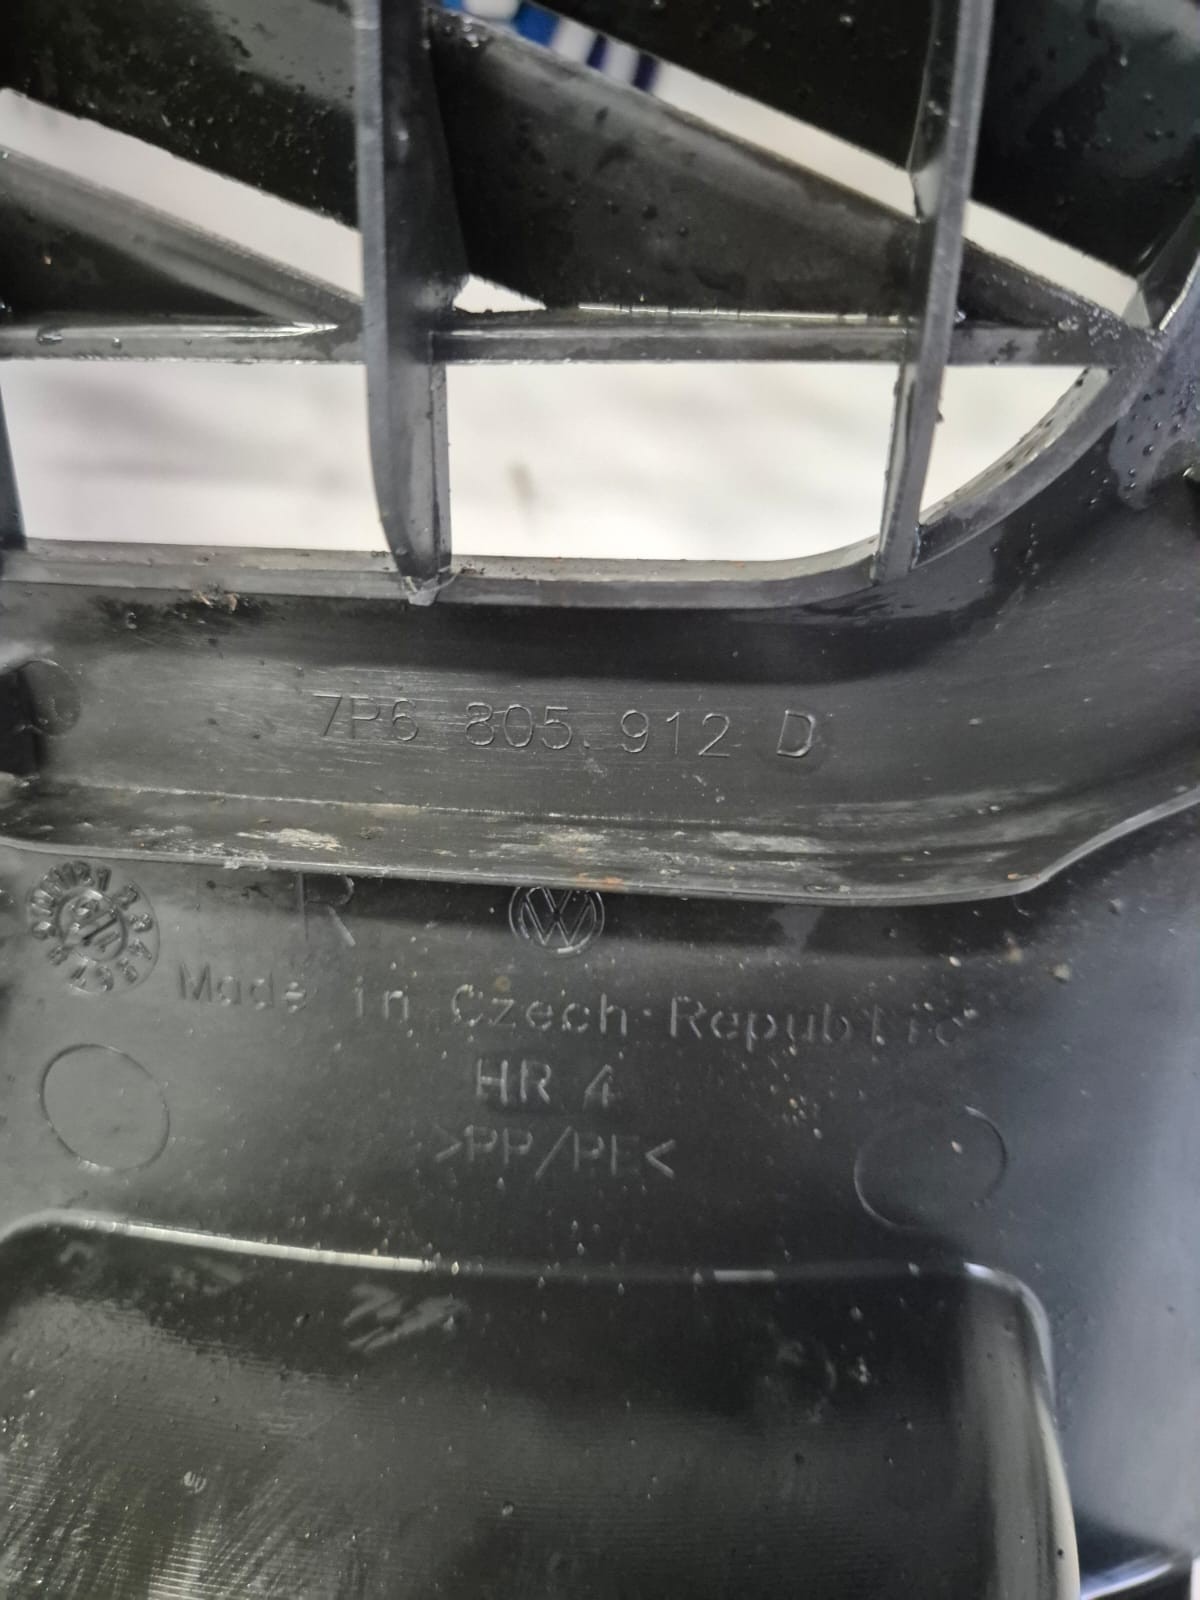 7P6 805 912 D
R
Made in Czech Republic
HR 4
>PP/PE<